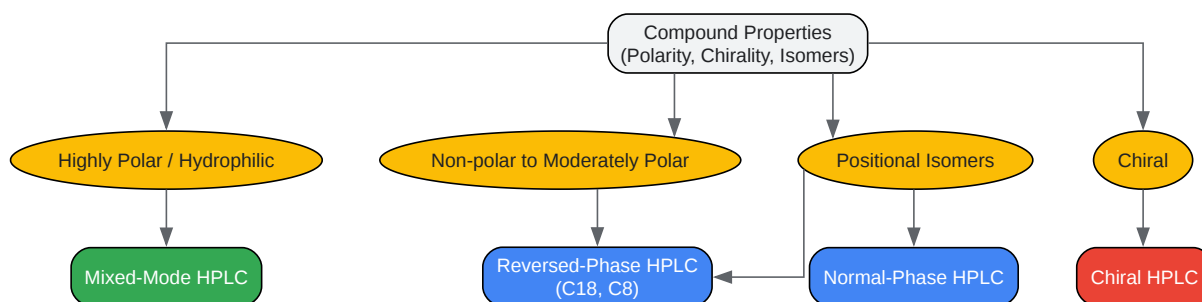 Compound Properties
(Polarity, Chirality, Isomers)
Highly Polar / Hydrophilic
Non-polar to Moderately Polar
Positional Isomers
Chiral
Mixed-Mode HPLC
Reversed-Phase HPLC
(C18, C8)
Normal-Phase HPLC
Chiral HPLC